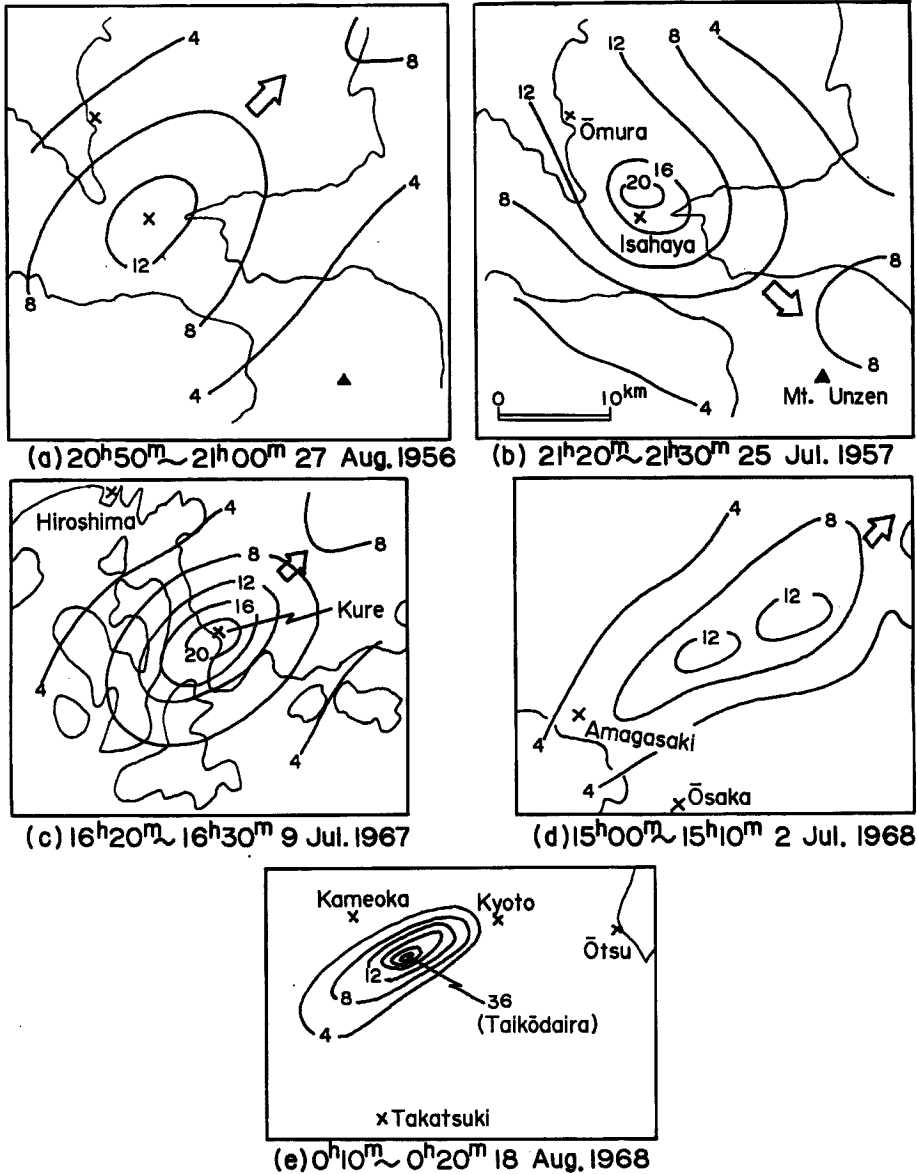 4
8
4
12
8
8
4
(a) 20h50m~21h00m 27 Aug. 1956
4
8
12
12
Ōmura
16
20
8
Isahaya
8
8
4
0 10km
Mt. Unzen
(b) 21h20m~21h30m 25 Jul. 1957
Hiroshima
4
8
8
12
16
Kure
20
4
4
(c) 16h20m~16h30m 9 Jul. 1967
4
8
12
12
Amagasaki
4
4
Ōsaka
(d) 15h00m~15h10m 2 Jul. 1968
Kameoka
Kyoto
Ōtsu
12
8
36
(Taikōdaira)
4
Takatsuki
(e) 0h10m~0h20m 18 Aug. 1968